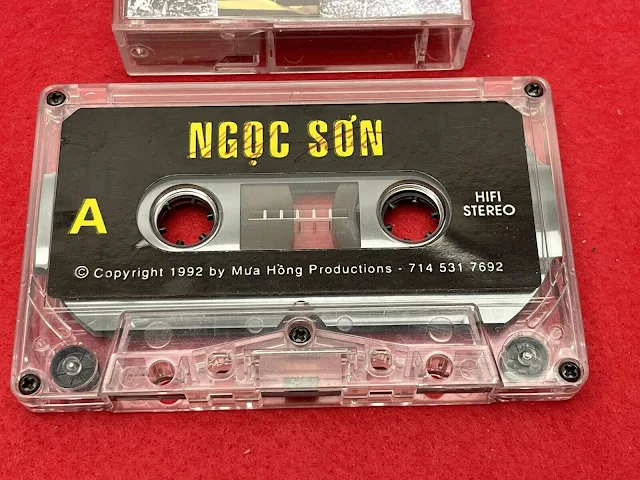 NGỌC SƠN
A
HIFI
STEREO
© Copyright 1992 by Mưa Hồng Productions - 714 531 7692